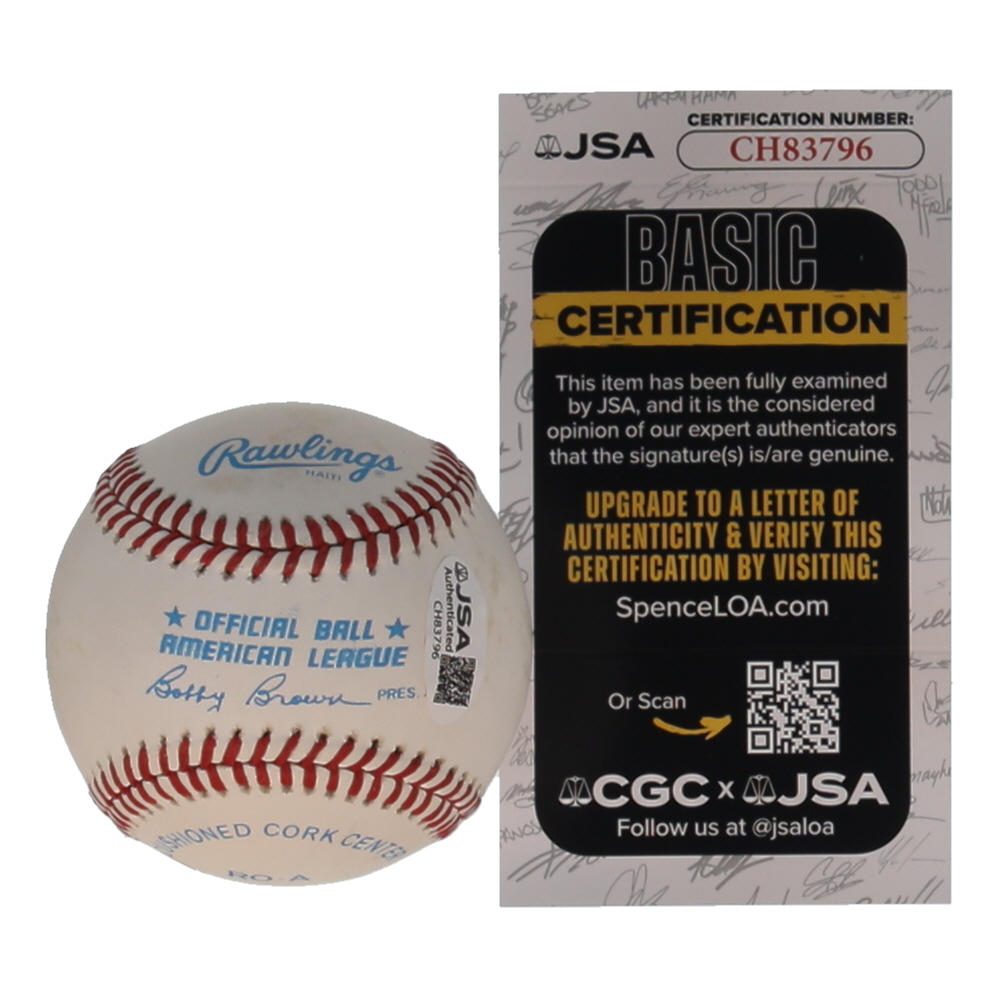 Rawlings
HAITI
OFFICIAL BALL
AMERICAN LEAGUE
Bobby Brown PRES.
JSA
Authenticated
CH83796
CORK
RO-A
JSA
CERTIFICATION NUMBER:
CH83796
BASIC
CERTIFICATION
This item has been fully examined
by JSA, and it is the considered
opinion of our expert authenticators
that the signature(s) is/are genuine.
UPGRADE TO A LETTER OF
AUTHENTICITY & VERIFY THIS
CERTIFICATION BY VISITING:
SpenceLOA.com
Or Scan
CGC x JSA
Follow us at @jsaloa